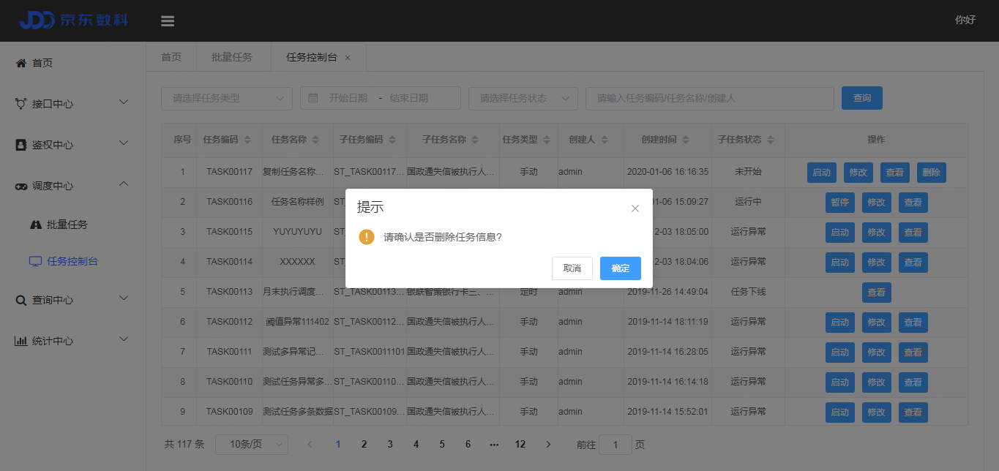 JDD 京东数科
你好
首页
接口中心
鉴权中心
调度中心
批量任务
任务控制台
查询中心
统计中心
首页 批量任务 任务控制台 ×
请选择任务类型 开始日期 - 结束日期 请选择任务状态 请输入任务编码/任务名称/创建人 查询
序号 任务编码 任务名称 子任务编码 子任务名称 任务类型 创建人 创建时间 子任务状态 操作
1 TASK00117 复制任务名称... ST_TASK00117... 国政通失信被执行人... 手动 admin 2020-01-06 16:16:35 未开始 启动 修改 查看 删除
2 TASK00116 任务名称样例 ST_ -01-06 15:09:27 运行中 暂停 修改 查看
3 TASK00115 YUYUYUYU ST_ 2-03 18:05:00 运行异常 启动 修改 查看
4 TASK00114 XXXXXX ST_ 2-03 18:04:06 运行异常 启动 修改 查看
5 TASK00113 月末执行调度... ST_TASK00113... 银联智策银行卡三、... 定时 admin 2019-11-26 14:49:04 任务下线 查看
6 TASK00112 阈值异常111402 ST_TASK00112... 国政通失信被执行人... 手动 admin 2019-11-14 18:11:19 运行异常 启动 修改 查看
7 TASK00111 测试多异常记... ST_TASK0011101 国政通失信被执行人... 手动 admin 2019-11-14 16:28:05 运行异常 启动 修改 查看
8 TASK00110 测试任务异常多... ST_TASK00110... 国政通失信被执行人... 手动 admin 2019-11-14 16:14:18 运行异常 启动 修改 查看
9 TASK00109 测试任务多条数据 ST_TASK00109... 国政通失信被执行人... 手动 admin 2019-11-14 15:52:01 运行异常 启动 修改 查看
提示
请确认是否删除任务信息?
取消 确定
共 117 条 10条/页 1 2 3 4 5 6 ... 12 前往 1 页